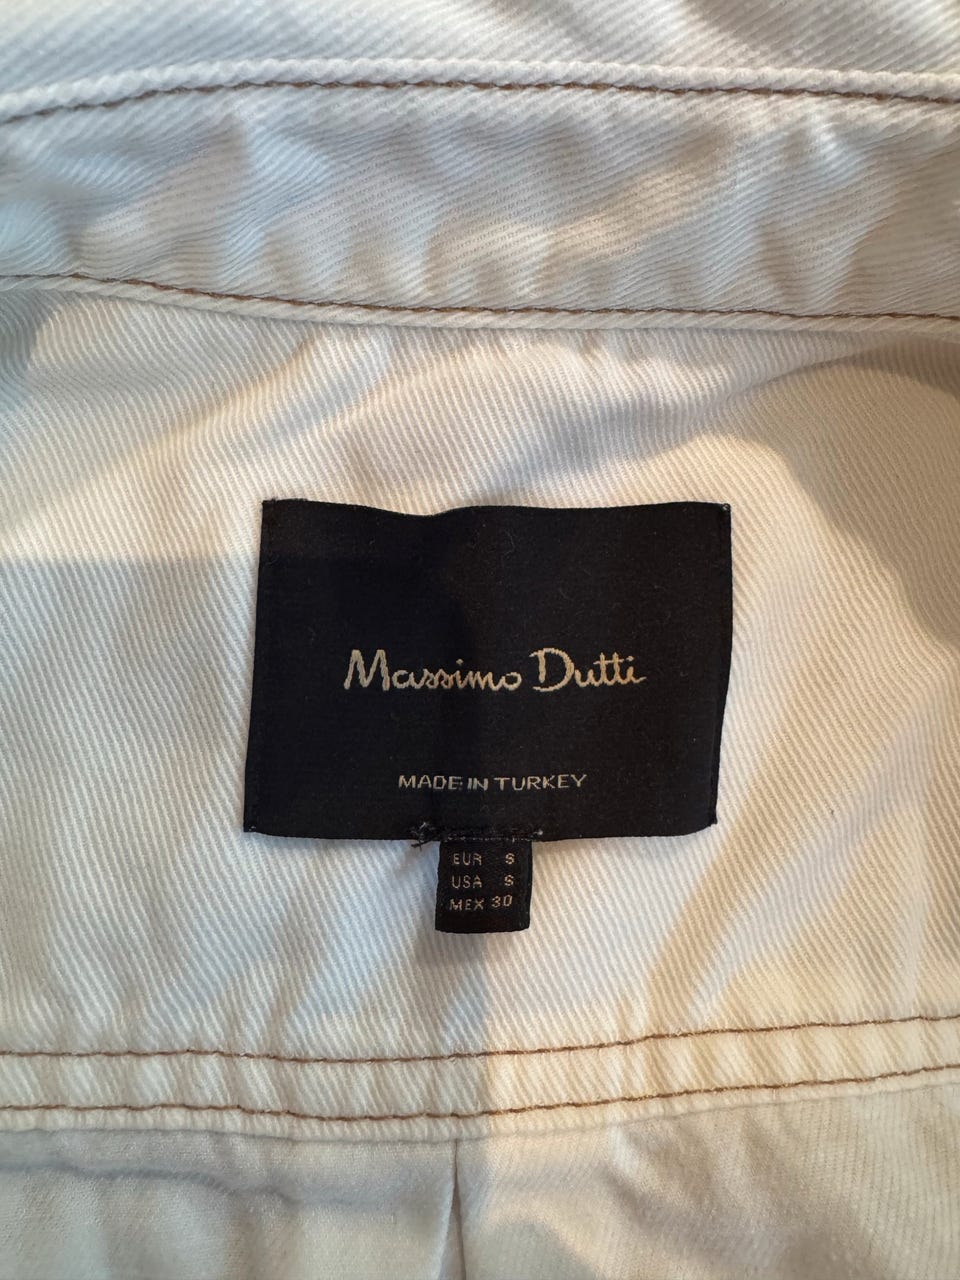 Massimo Dutti
MADE IN TURKEY
EUR S
USA S
MEX 30